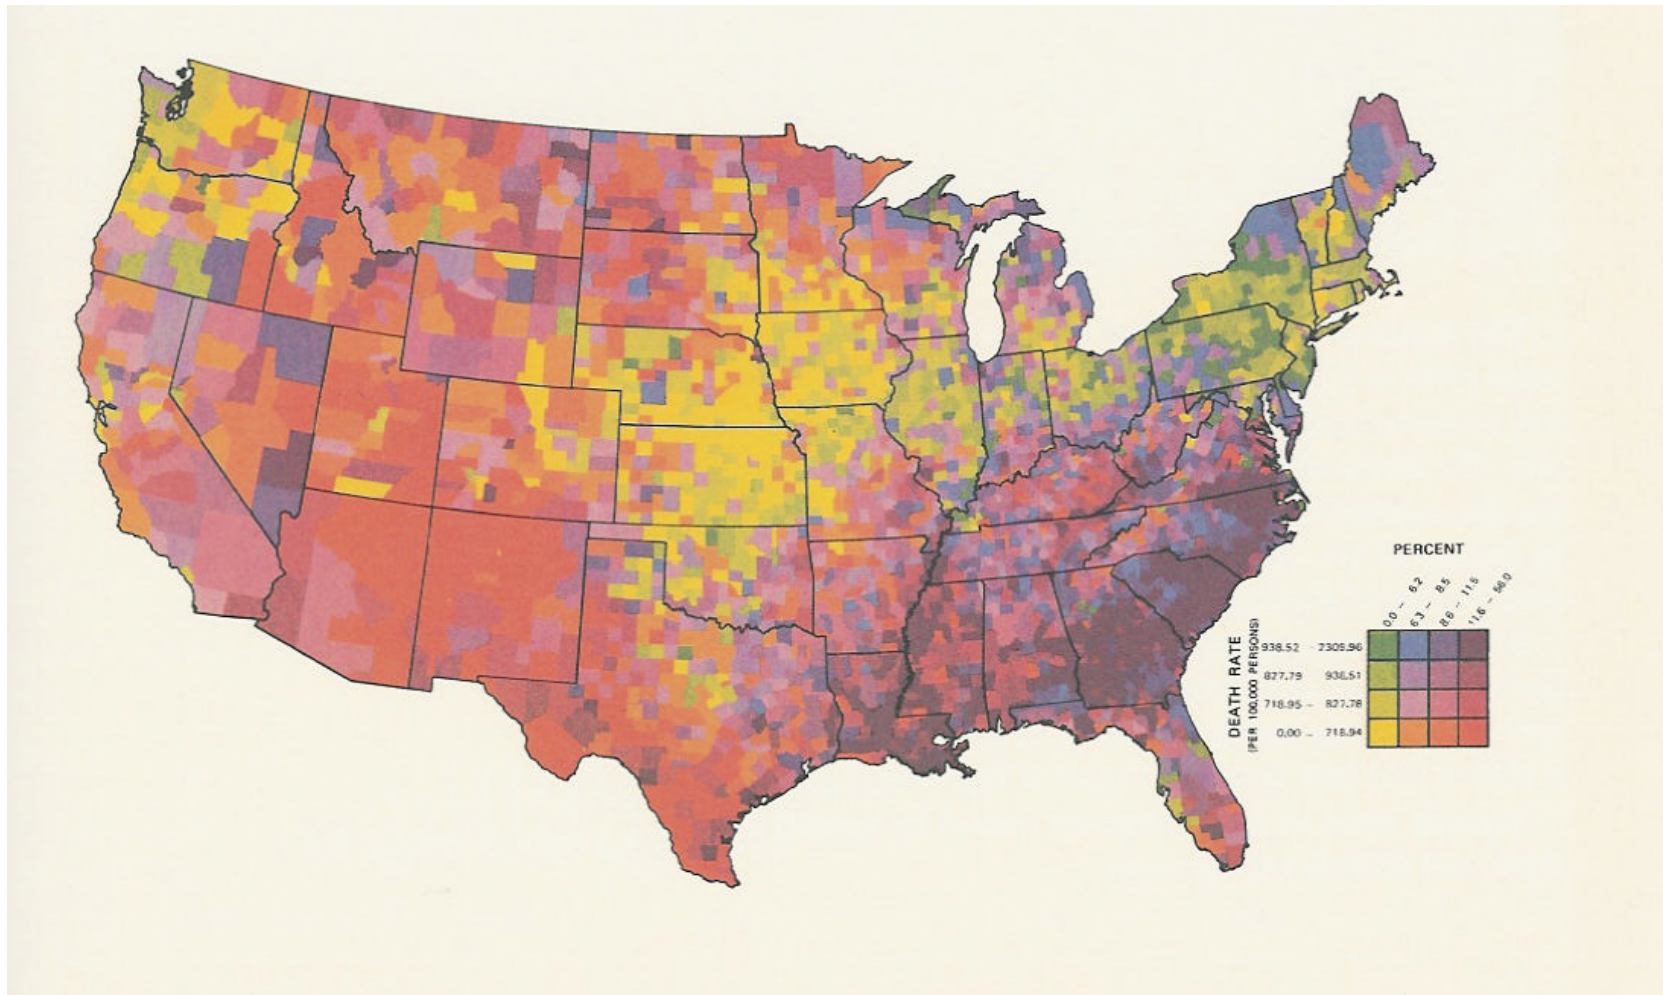 PERCENT
0.0 – 6.2
6.3 – 8.5
8.6 – 11.5
11.6 – 56.0
DEATH RATE
(PER 100,000 PERSONS)
938.52 – 2309.96
827.79 938.51
718.95 – 827.78
0.00 – 718.94